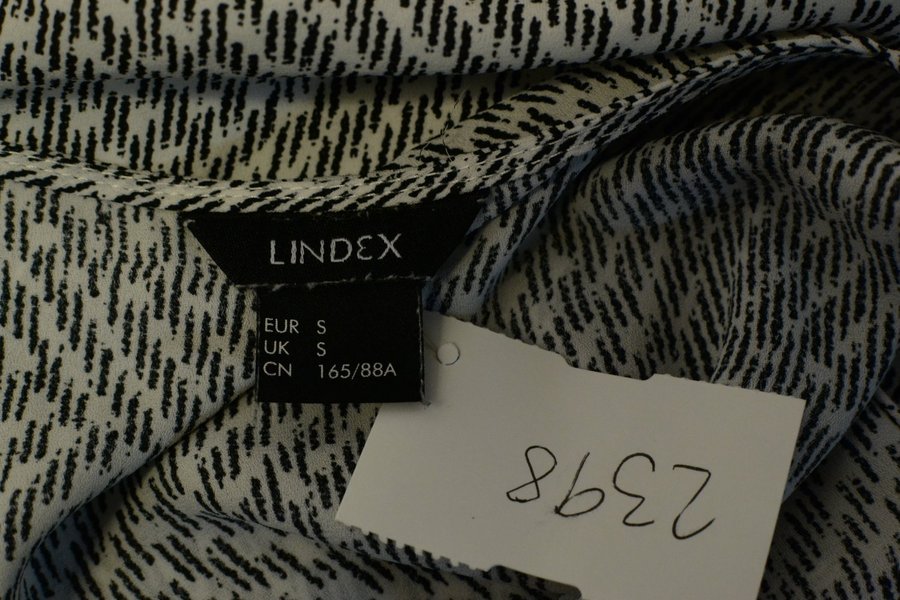 LINDEX
EUR S
UK S
CN 165/88A
2398